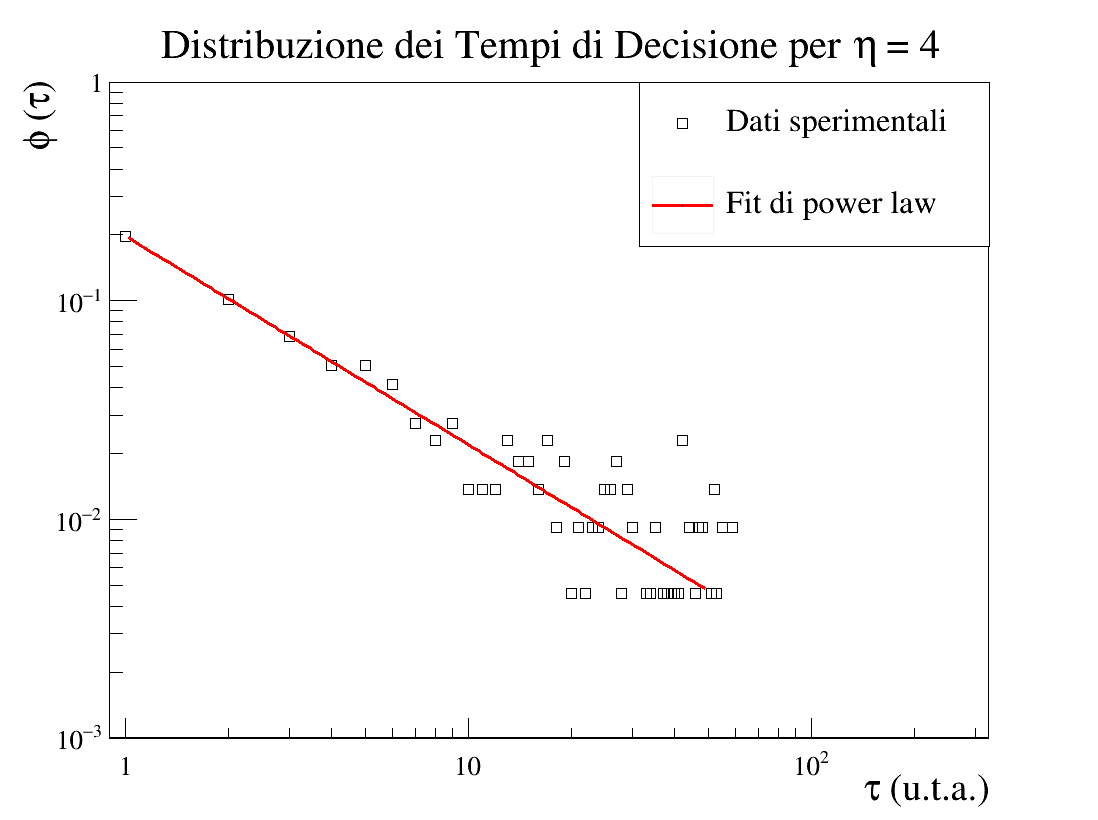 Distribuzione dei Tempi di Decisione per η = 4
ϕ (τ)
1
10⁻¹
10⁻²
10⁻³
Dati sperimentali
Fit di power law
1
10
10²
τ (u.t.a.)